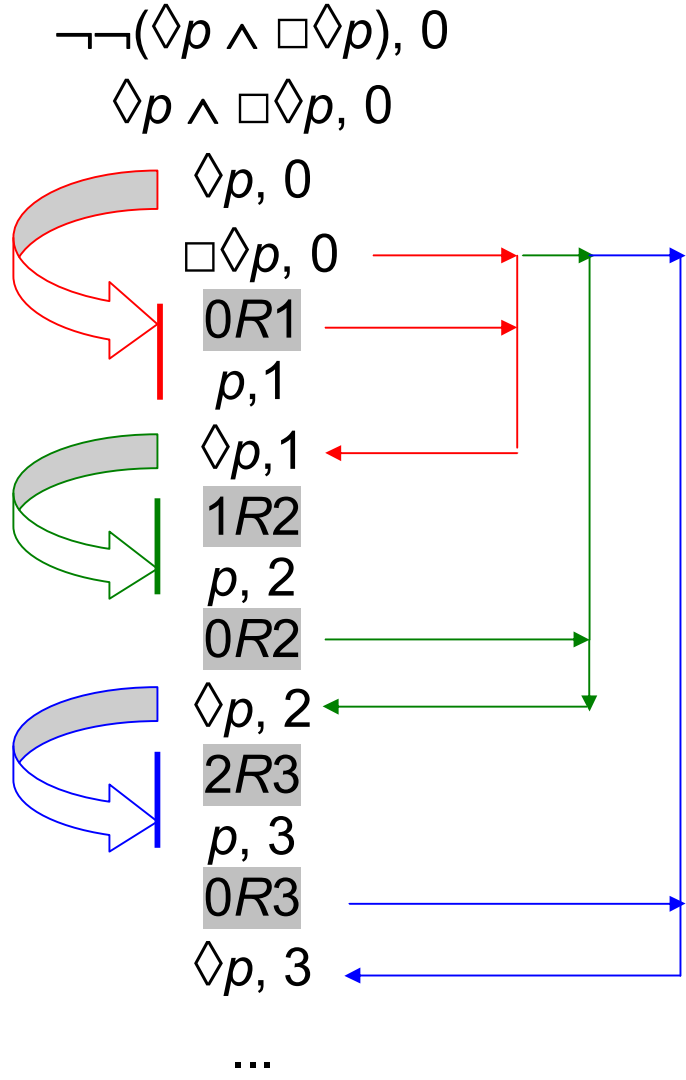 ¬¬(◊p ∧ □◊p), 0
◊p ∧ □◊p, 0
◊p, 0
□◊p, 0
0R1
p,1
◊p,1
1R2
p, 2
0R2
◊p, 2
2R3
p, 3
0R3
◊p, 3
...